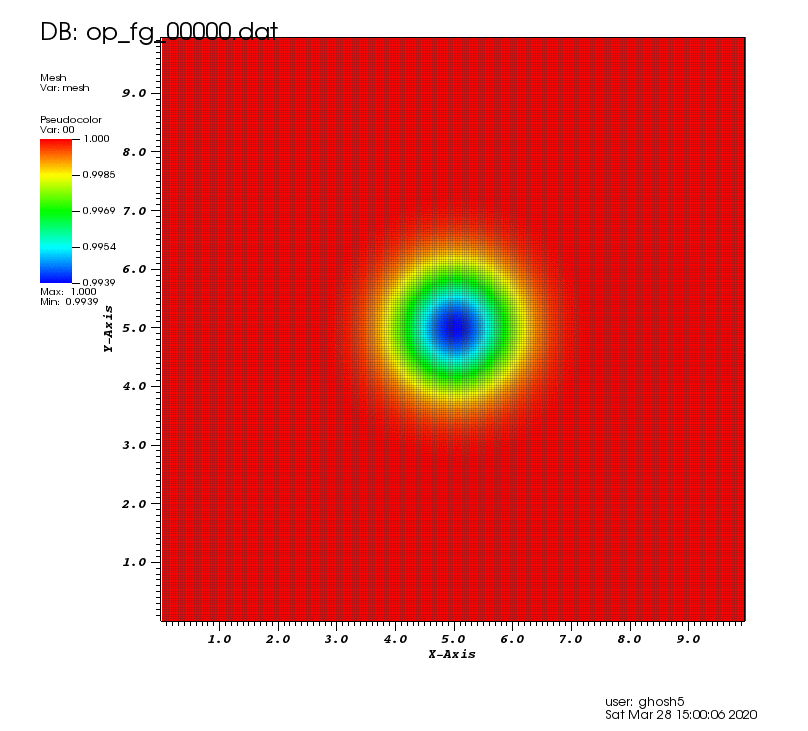 DB: op_fg_00000.dat
Mesh
Var: mesh
Pseudocolor
Var: 00
1.000
0.9985
0.9969
0.9954
0.9939
Max: 1.000
Min: 0.9939
Y-Axis
9.0
8.0
7.0
6.0
5.0
4.0
3.0
2.0
1.0
1.0 2.0 3.0 4.0 5.0 6.0 7.0 8.0 9.0
X-Axis
user: ghosh5
Sat Mar 28 15:00:06 2020